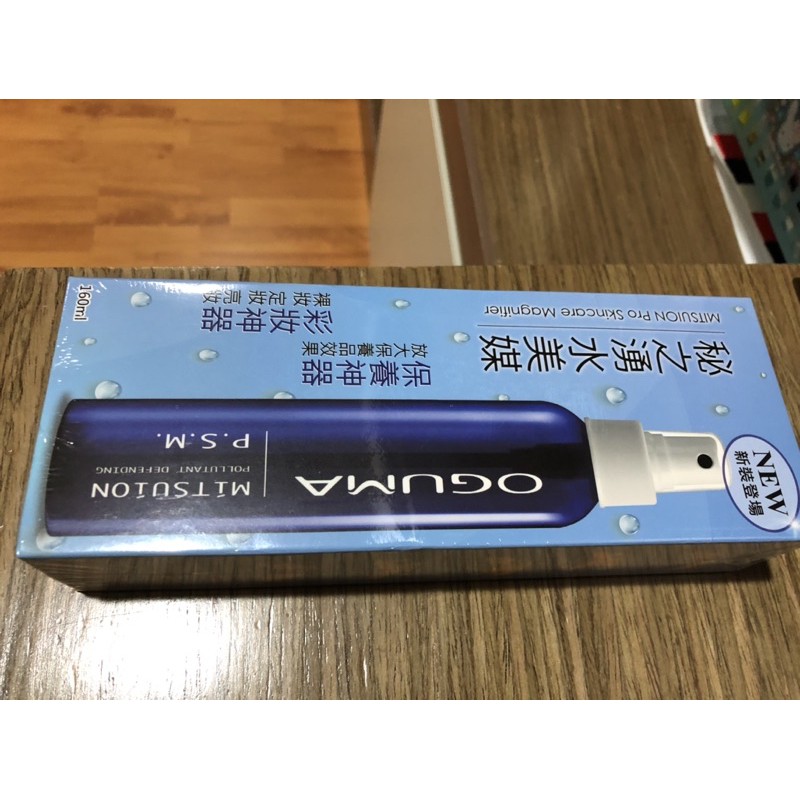 NEW
新裝登場
秘之湧水美媒
MITSUION Pro Skincare Magnifier
保養神器
放大保養品效果
彩妝神器
裸妝 定妝 亮妝
OGUMA
MiTSUiON
POLLUTANT DEFENDING
P.S.M.
160ml